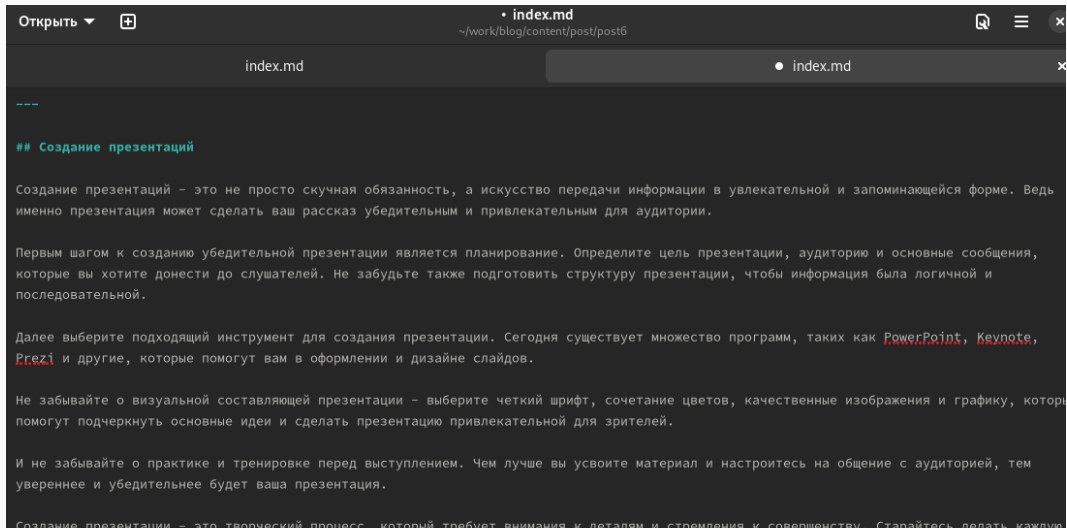 Открыть
• index.md
~/work/blog/content/post/post6
index.md
● index.md
---
## Создание презентаций
Создание презентаций – это не просто скучная обязанность, а искусство передачи информации в увлекательной и запоминающейся форме. Ведь
именно презентация может сделать ваш рассказ убедительным и привлекательным для аудитории.
Первым шагом к созданию убедительной презентации является планирование. Определите цель презентации, аудиторию и основные сообщения,
которые вы хотите донести до слушателей. Не забудьте также подготовить структуру презентации, чтобы информация была логичной и
последовательной.
Далее выберите подходящий инструмент для создания презентации. Сегодня существует множество программ, таких как PowerPoint, Keynote,
Prezi и другие, которые помогут вам в оформлении и дизайне слайдов.
Не забывайте о визуальной составляющей презентации – выберите четкий шрифт, сочетание цветов, качественные изображения и графику, которы
помогут подчеркнуть основные идеи и сделать презентацию привлекательной для зрителей.
И не забывайте о практике и тренировке перед выступлением. Чем лучше вы усвоите материал и настроитесь на общение с аудиторией, тем
увереннее и убедительнее будет ваша презентация.
Создание презентации – это творческий процесс, который требует внимания к деталям и стремления к совершенству. Старайтесь делать каждую